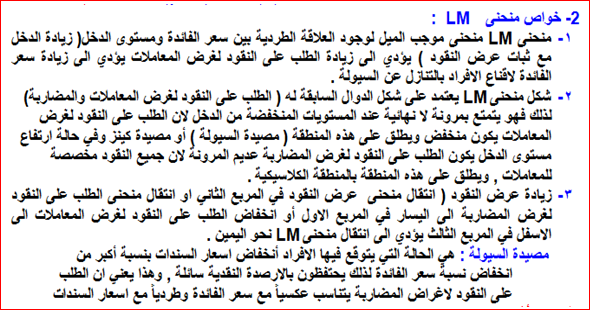 2- خواص منحنى LM :
١- منحنى LM منحنى موجب الميل لوجود العلاقة الطردية بين سعر الفائدة ومستوى الدخل( زيادة الدخل
مع ثبات عرض النقود ) يؤدي الى زيادة الطلب على النقود لغرض المعاملات يؤدي الى زيادة سعر
الفائدة لاقناع الافراد بالتنازل عن السيولة .
٢- شكل منحنى LM يعتمد على شكل الدوال السابقة له ( الطلب على النقود لغرض المعاملات والمضاربة)
لذلك فهو يتمتع بمرونة لا نهائية عند المستويات المنخفضة من الدخل لان الطلب على النقود لغرض
المعاملات يكون منخفض ويطلق على هذه المنطقة ( مصيدة السيولة ) أو مصيدة كينز وفي حالة ارتفاع
مستوى الدخل يكون الطلب على النقود لغرض المضاربة عديم المرونة لان جميع النقود مخصصة
للمعاملات , ويطلق على هذه المنطقة بالمنطقة الكلاسيكية .
٣- زيادة عرض النقود ( انتقال منحنى عرض النقود في المربع الثاني او انتقال منحنى الطلب على النقود
لغرض المضاربة الى اليسار في المربع الاول أو انخفاض الطلب على النقود لغرض المعاملات الى
الاسفل في المربع الثالث يؤدي الى انتقال منحنى LM نحو اليمين .
مصيدة السيولة : هي الحالة التي يتوقع فيها الافراد أنخفاض اسعار السندات بنسبة أكبر من
انخفاض نسبة سعر الفائدة لذلك يحتفظون بالارصدة النقدية سائلة , وهذا يعني ان الطلب
على النقود لاغراض المضاربة يتناسب عكسياً مع سعر الفائدة وطردياً مع اسعار السندات